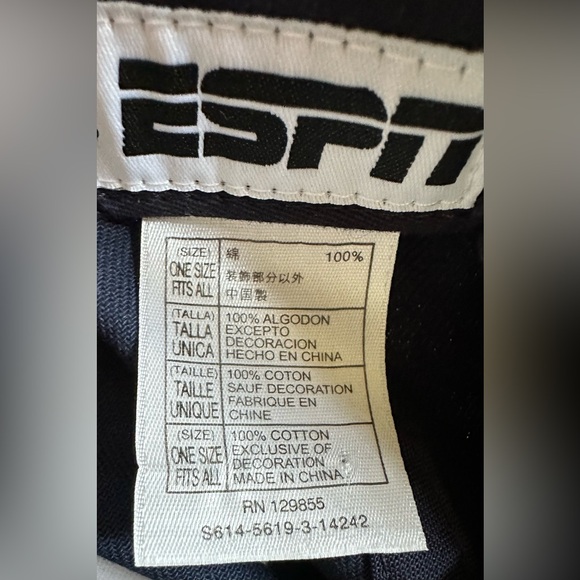 ESPN
(SIZE)
ONE SIZE
FITS ALL
綿 100%
装飾部分以外
中国製
(TALLA)
TALLA
UNICA
100% ALGODON
EXCEPTO
DECORACION
HECHO EN CHINA
(TAILLE)
TAILLE
UNIQUE
100% COTON
SAUF DECORATION
FABRIQUE EN
CHINE
(SIZE)
ONE SIZE
FITS ALL
100% COTTON
EXCLUSIVE OF
DECORATION
MADE IN CHINA
RN 129855
S614-5619-3-14242